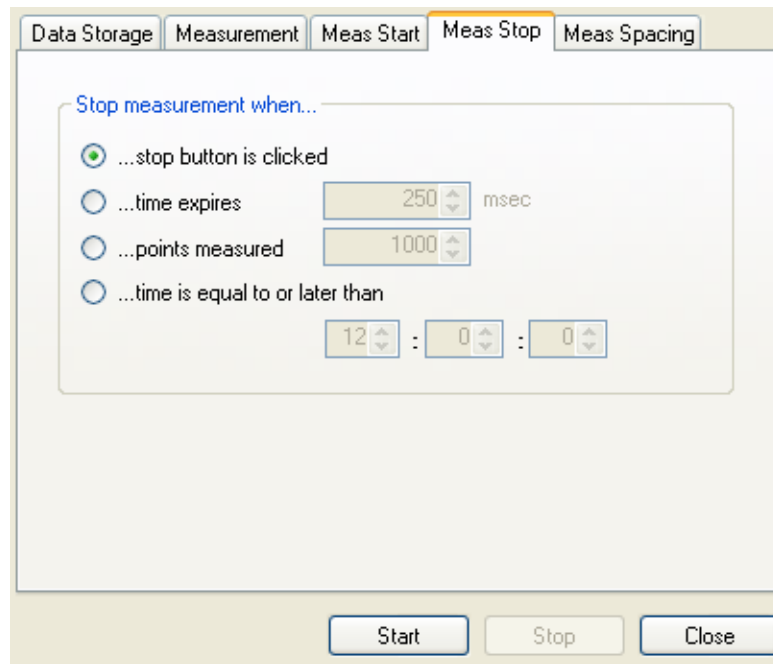 Data Storage Measurement Meas Start Meas Stop Meas Spacing
Stop measurement when...
...stop button is clicked
...time expires 250 msec
...points measured 1000
...time is equal to or later than
12 : 0 : 0
Start Stop Close